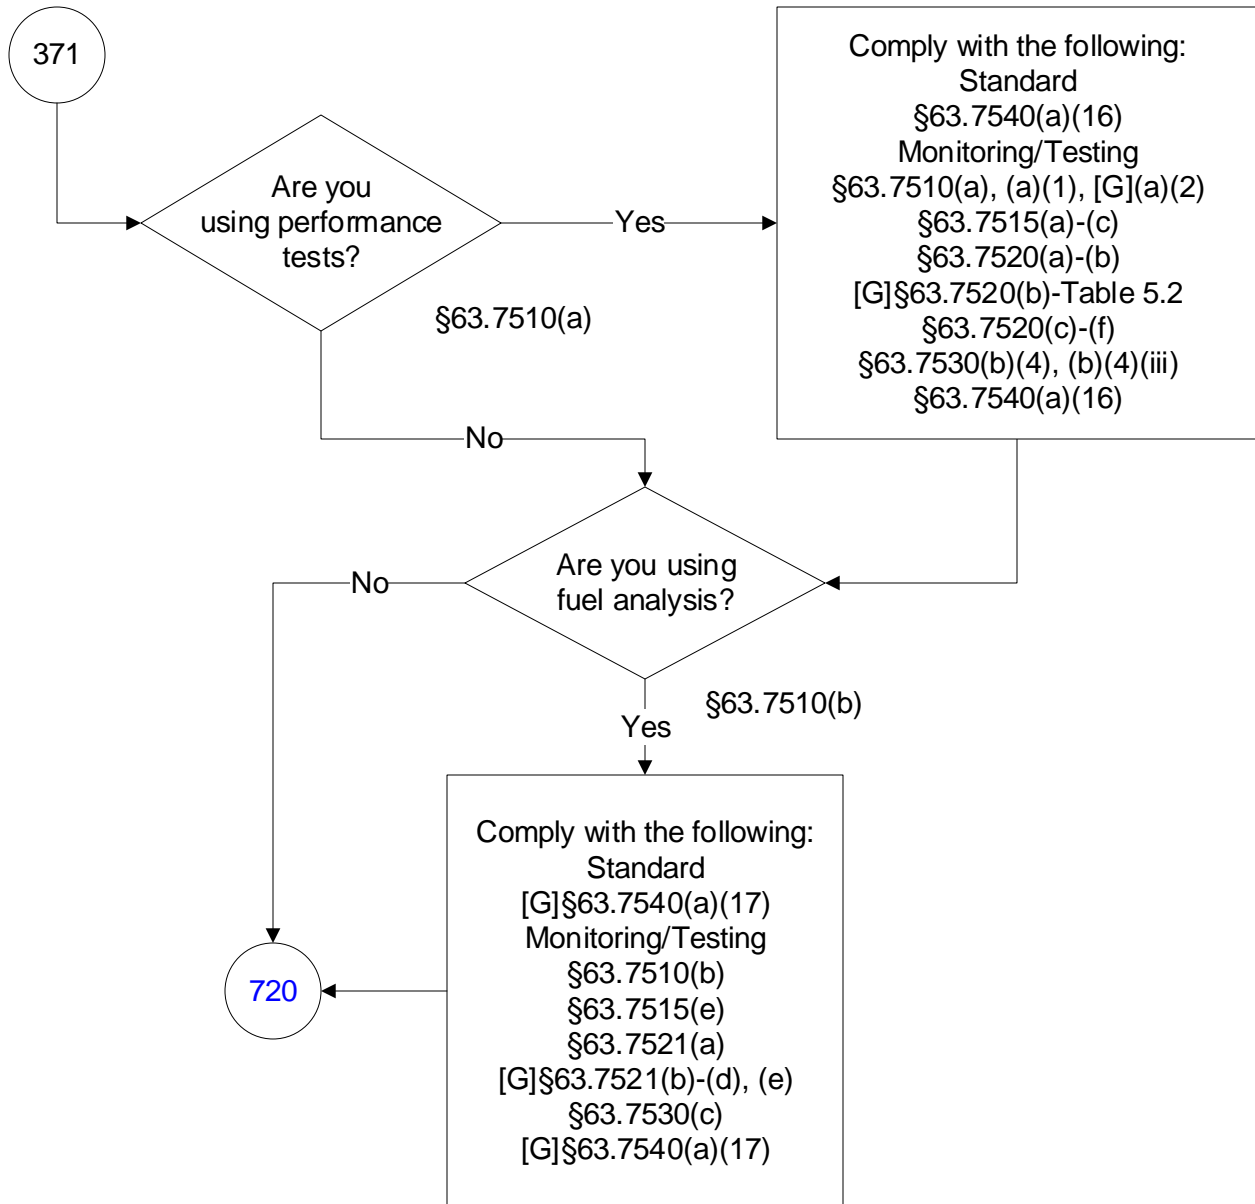 371
Comply with the following:
Standard
§63.7540(a)(16)
Monitoring/Testing
§63.7510(a), (a)(1), [G](a)(2)
§63.7515(a)-(c)
§63.7520(a)-(b)
[G]§63.7520(b)-Table 5.2
§63.7520(c)-(f)
§63.7530(b)(4), (b)(4)(iii)
§63.7540(a)(16)
Are you
using performance
tests?
Yes
§63.7510(a)
No
Are you using
fuel analysis?
No
§63.7510(b)
Yes
Comply with the following:
Standard
[G]§63.7540(a)(17)
Monitoring/Testing
§63.7510(b)
§63.7515(e)
§63.7521(a)
[G]§63.7521(b)-(d), (e)
§63.7530(c)
[G]§63.7540(a)(17)
720